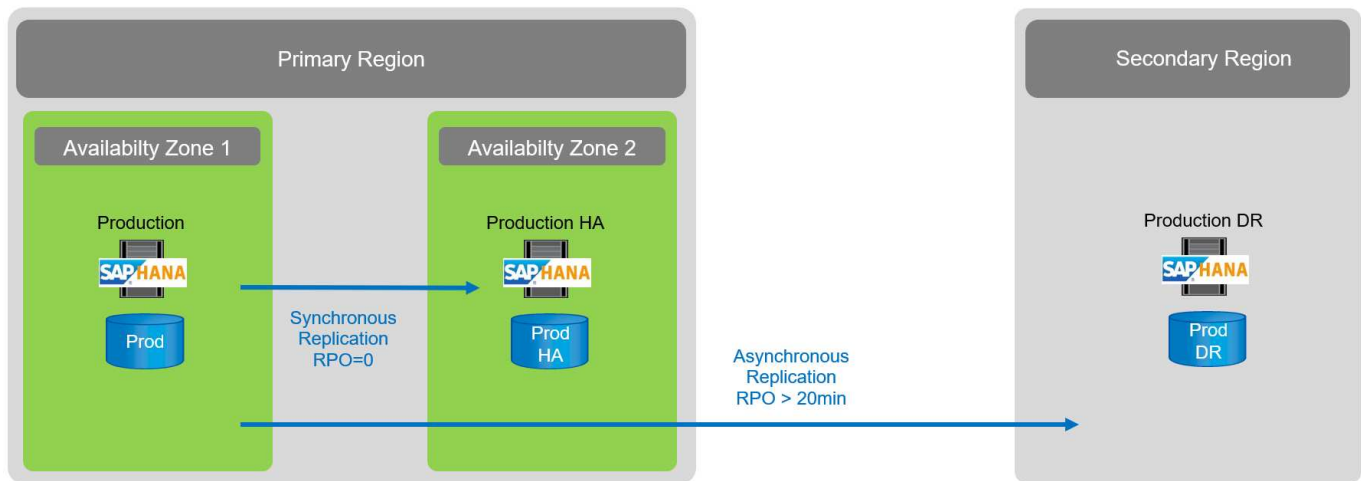 Primary Region
Secondary Region
Availabilty Zone 1
Availabilty Zone 2
Production
SAP HANA
Prod
Synchronous
Replication
RPO=0
Production HA
SAP HANA
Prod
HA
Asynchronous
Replication
RPO > 20min
Production DR
SAP HANA
Prod
DR